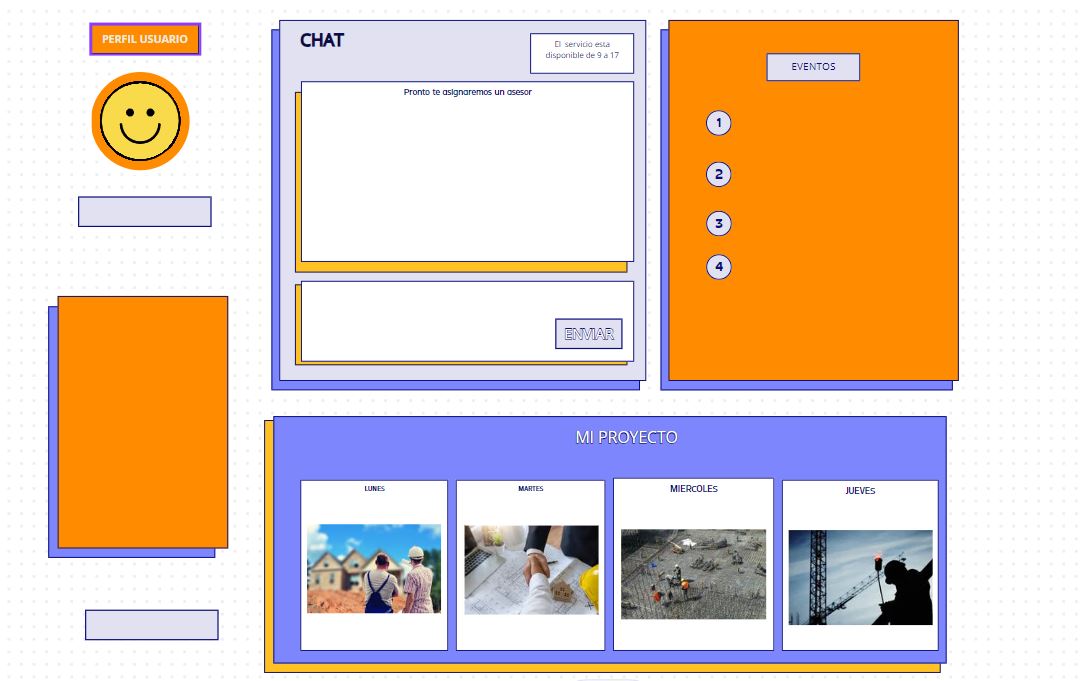 PERFIL USUARIO
CHAT
El servicio esta
disponible de 9 a 17
Pronto te asignaremos un asesor
ENVIAR
EVENTOS
1
2
3
4
MI PROYECTO
LUNES
MARTES
MIERCOLES
JUEVES